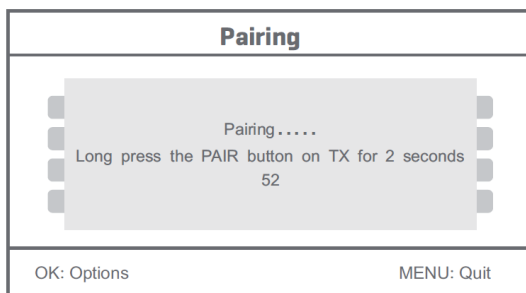 Pairing
Pairing.....
Long press the PAIR button on TX for 2 seconds
52
OK: Options
MENU: Quit